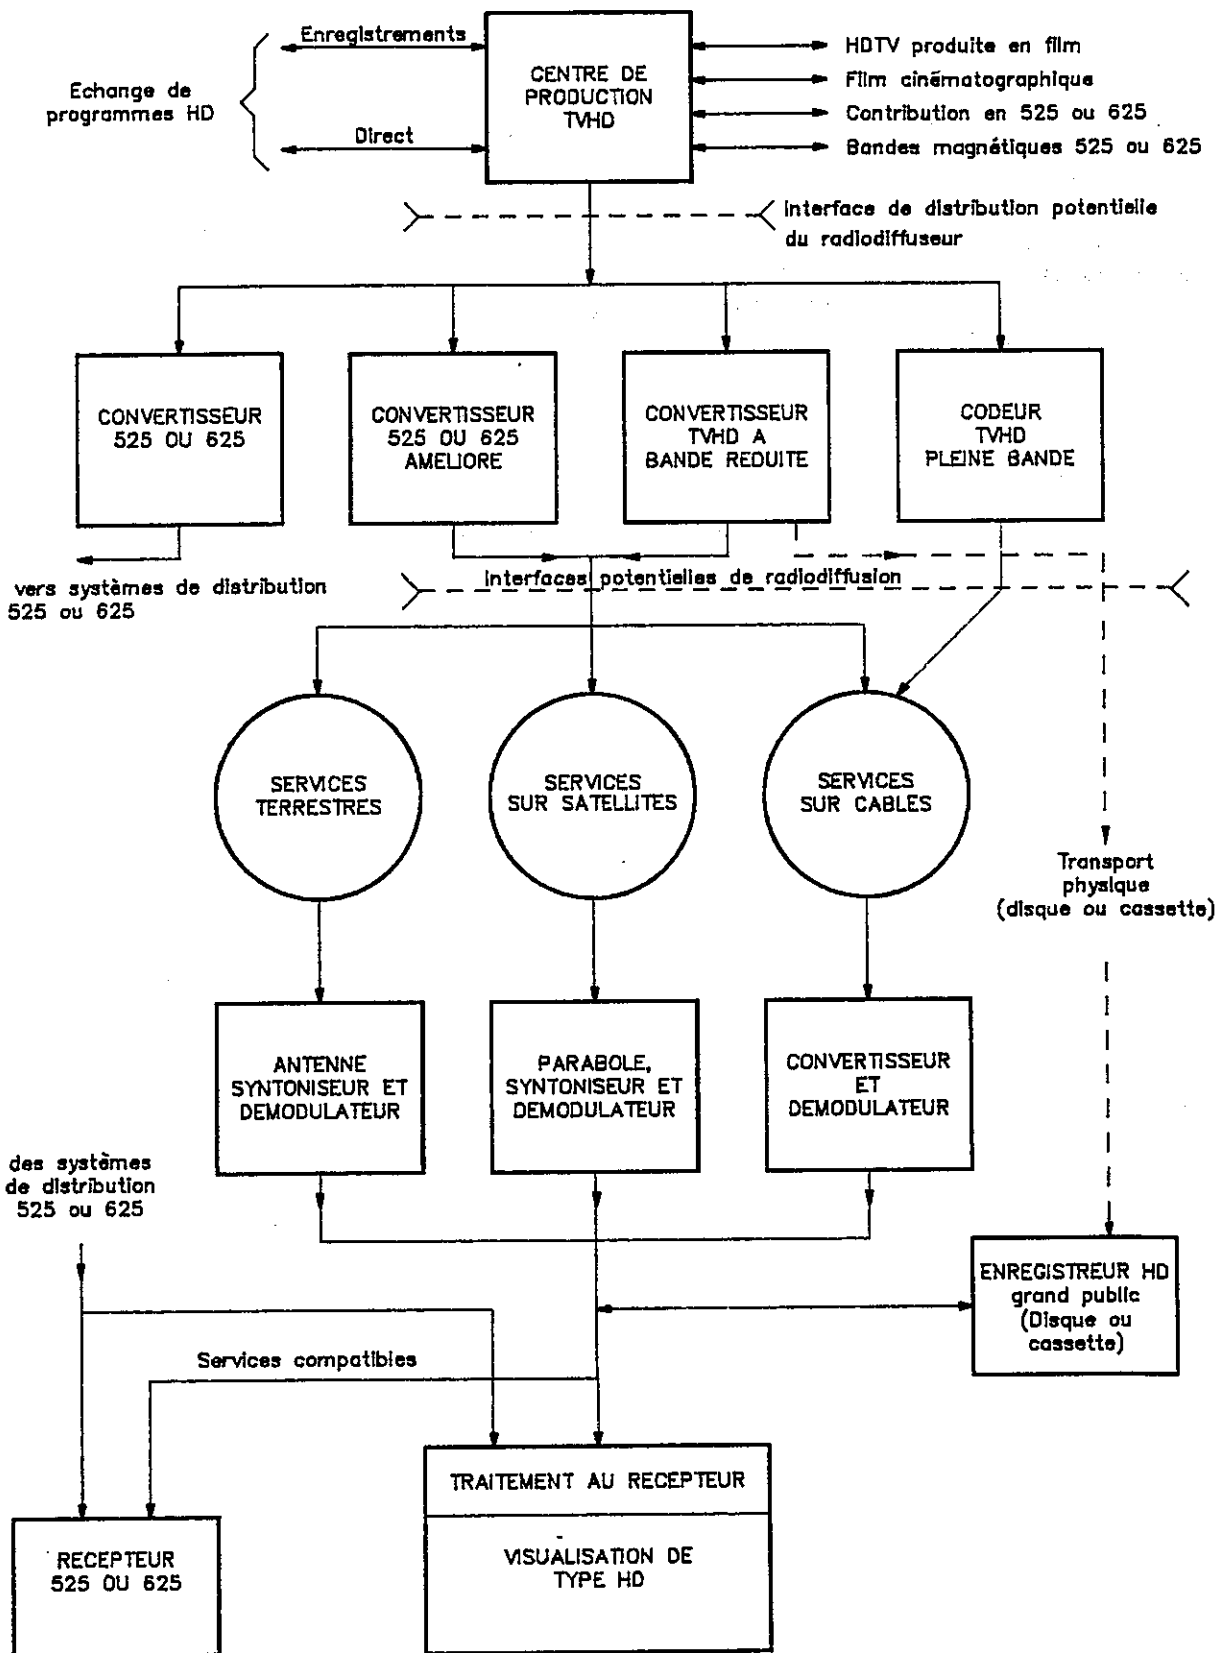 Enregistrements
Echange de
programmes HD
Direct
CENTRE DE
PRODUCTION
TVHD
HDTV produite en film
Film cinématographique
Contribution en 525 ou 625
Bandes magnétiques 525 ou 625
Interface de distribution potentielle
du radiodiffuseur
CONVERTISSEUR
525 OU 625
CONVERTISSEUR
525 OU 625
AMELIORE
CONVERTISSEUR
TVHD A
BANDE REDUITE
CODEUR
TVHD
PLEINE BANDE
vers systèmes de distribution
525 ou 625
Interfaces potentielles de radiodiffusion
SERVICES
TERRESTRES
SERVICES
SUR SATELLITES
SERVICES
SUR CABLES
Transport
physique
(disque ou cassette)
ANTENNE
SYNTONISEUR ET
DEMODULATEUR
PARABOLE,
SYNTONISEUR ET
DEMODULATEUR
CONVERTISSEUR
ET
DEMODULATEUR
des systèmes
de distribution
525 ou 625
ENREGISTREUR HD
grand public
(Disque ou
cassette)
Services compatibles
TRAITEMENT AU RECEPTEUR
VISUALISATION DE
TYPE HD
RECEPTEUR
525 OU 625